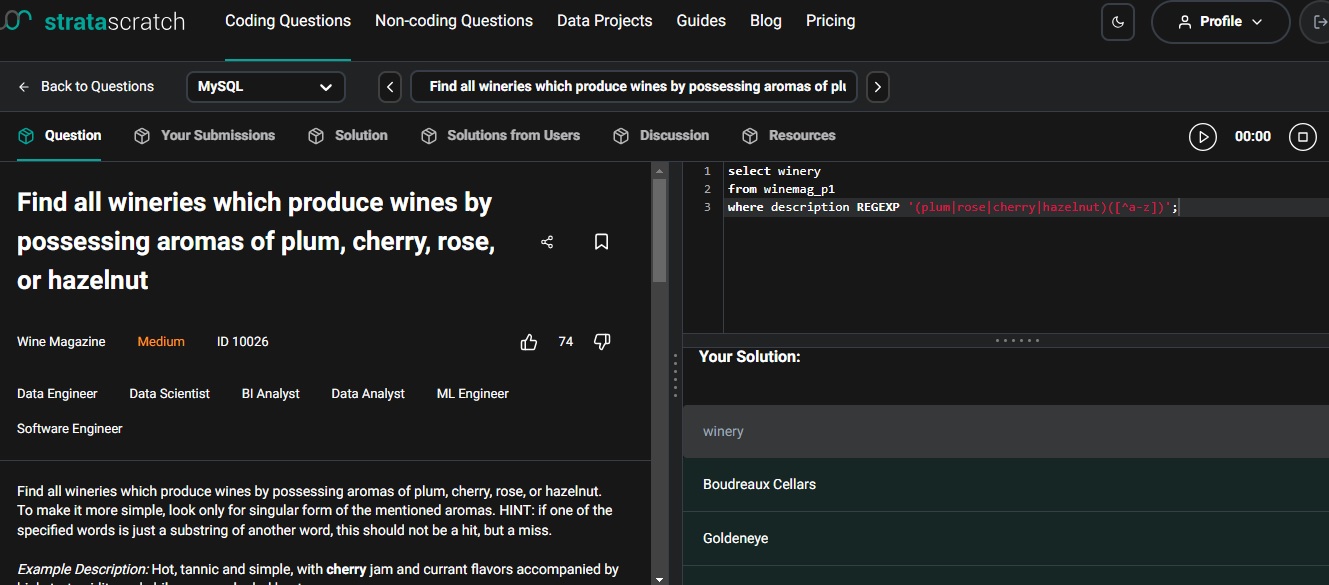 stratascratch Coding Questions Non-coding Questions Data Projects Guides Blog Pricing Profile
Back to Questions MySQL Find all wineries which produce wines by possessing aromas of plu
Question Your Submissions Solution Solutions from Users Discussion Resources 00:00
Find all wineries which produce wines by
possessing aromas of plum, cherry, rose,
or hazelnut
Wine Magazine Medium ID 10026 74
Data Engineer Data Scientist BI Analyst Data Analyst ML Engineer
Software Engineer
Find all wineries which produce wines by possessing aromas of plum, cherry, rose, or hazelnut.
To make it more simple, look only for singular form of the mentioned aromas. HINT: if one of the
specified words is just a substring of another word, this should not be a hit, but a miss.
Example Description: Hot, tannic and simple, with cherry jam and currant flavors accompanied by
1 select winery
2 from winemag_p1
3 where description REGEXP '(plum|rose|cherry|hazelnut)([^a-z])';
Your Solution:
winery
Boudreaux Cellars
Goldeneye